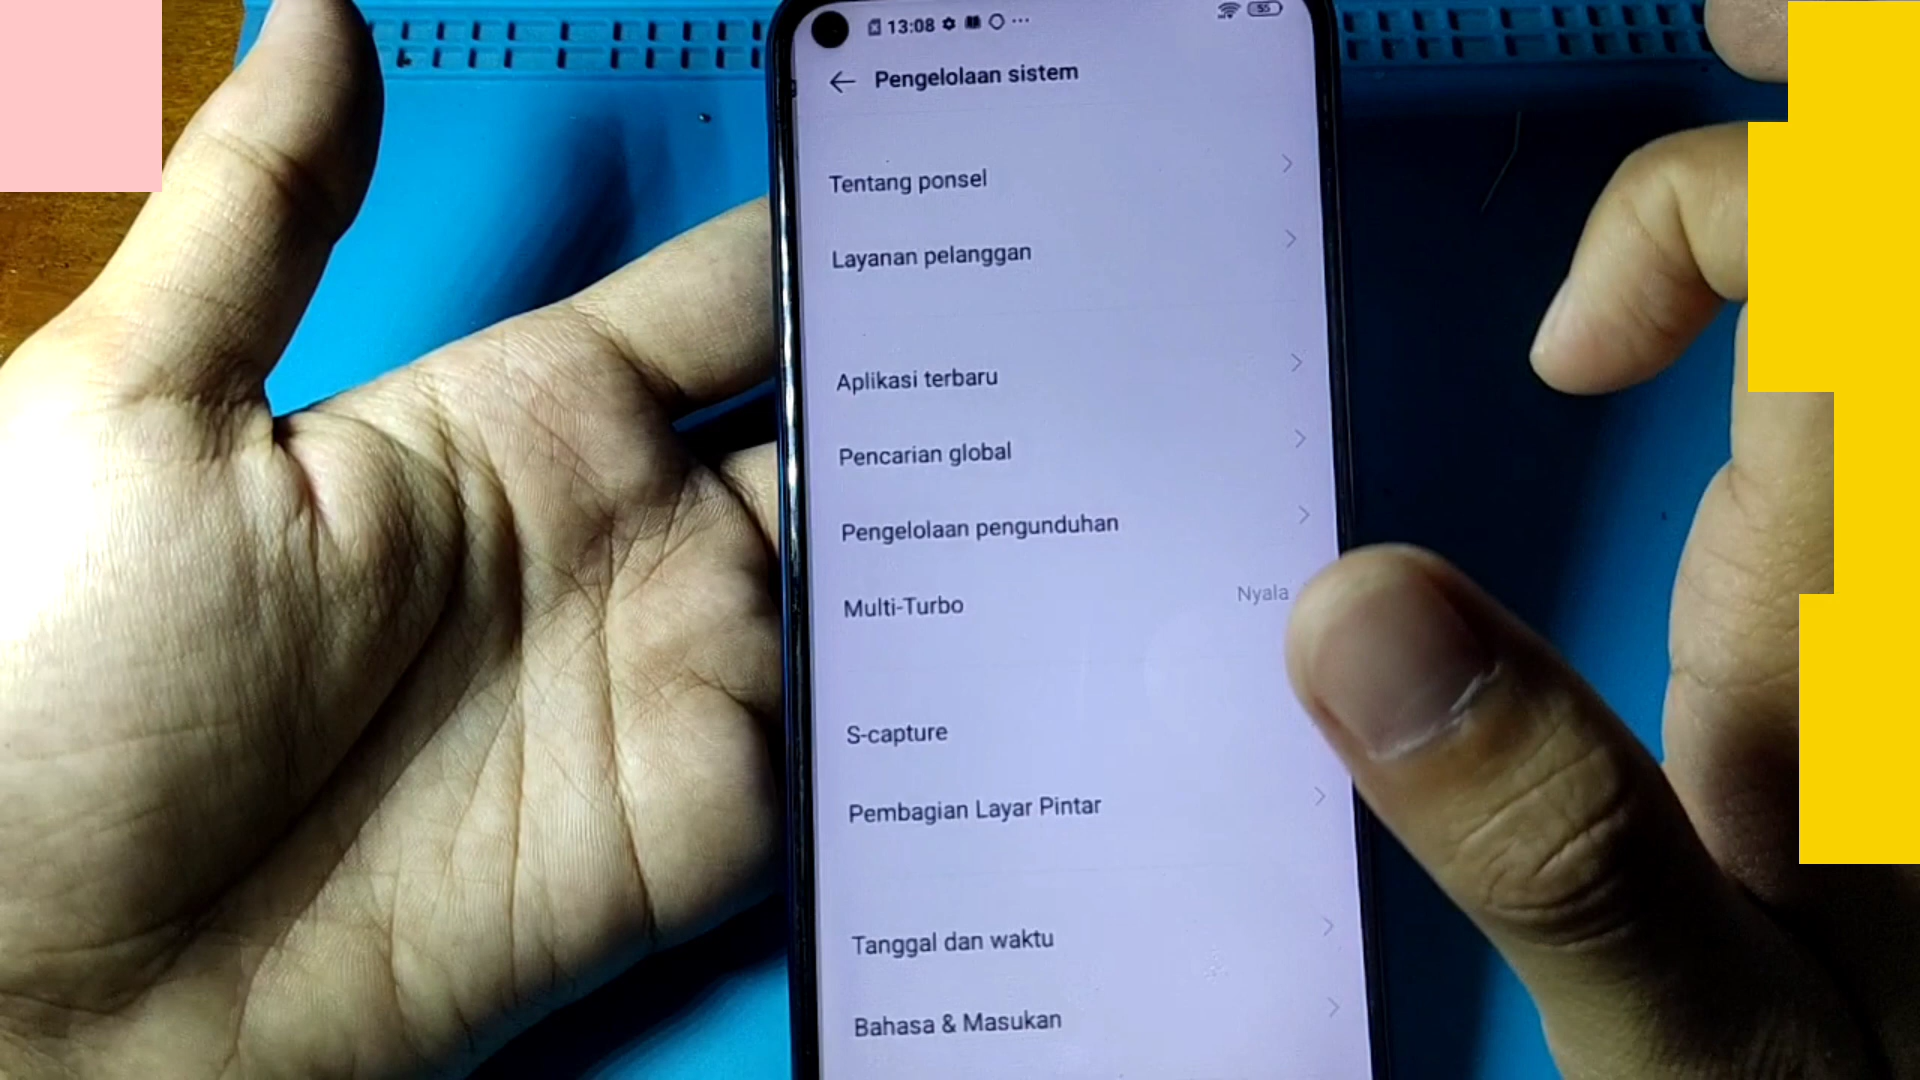 13:08
55
Pengelolaan sistem
Tentang ponsel
Layanan pelanggan
Aplikasi terbaru
Pencarian global
Pengelolaan pengunduhan
Multi-Turbo
Nyala
S-capture
Pembagian Layar Pintar
Tanggal dan waktu
Bahasa & Masukan